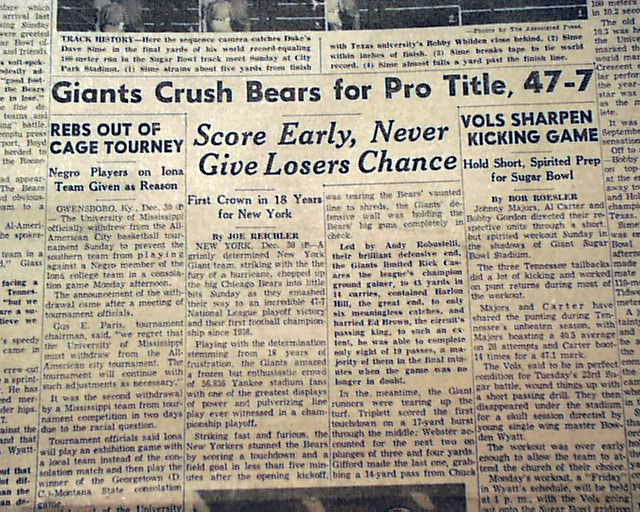 —Photos by The Associated Press.
TRACK HISTORY—Here the sequence camera catches Duke's
Dave Sime in the final yards of his world record-equaling
100-meter run in the Sugar Bowl track meet Sunday at City
Park Stadium. (1) Sime strains about five yards from finish
with Texas university's Bobby Whilden close behind. (2) Sime
within inches of finish. (3) Sime breaks tape to tie world
record. (4) Sime almost falls a yard past the finish line.
Giants Crush Bears for Pro Title, 47-7
REBS OUT OF
CAGE TOURNEY
Negro Players on Iona
Team Given as Reason
OWENSBORO, Ky., Dec. 30
The University of Mississippi
officially withdrew from the All
American City basketball tour-
nament Sunday to prevent the
southern team from playing
against a Negro member of the
Iona college team in a consola-
tion game Monday afternoon.
The announcement of the with-
drawal came after a meeting of
tournament officials.
Gus E. Paris, tournament
chairman, said, "we regret that
the University of Mississippi
must withdraw from the All-
American city tournament. The
tournament will continue with
such adjustments as necessary."
It was the second withdrawal
by a Mississippi team from tour-
nament competition in two days
due to the racial question.
Tournament officials said Iona
will play an exhibition game with
a local team instead of the con-
solation match and then play the
winner of the Georgetown (D.
C.)-Montana State consolation
Score Early, Never
Give Losers Chance
First Crown in 18 Years
for New York
By JOE REICHLER
NEW YORK, Dec. 30 —A
grimly determined New York
Giant team, striking with the fury
of a hurricane, chopped up
the big Chicago Bears into little
bits Sunday as they smashed
their way to an incredible 47-7
National League playoff victory
and their first football champion-
ship since 1938.
Playing with the determination
stemming from 18 years of
frustration, the Giants amazed
a frozen but enthusiastic crowd
of 56,836 Yankee stadium fans
with one of the greatest displays
of power and pulverizing line
play ever witnessed in a cham-
pionship playoff.
Striking fast and furious, the
New Yorkers stunned the Bears
by scoring a touchdown and a
field goal in less than five min-
utes after the opening kickoff.
was tearing the Bears' vaunted
line to shreds, the Giants' de-
fensive wall was holding the
Bears' big guns completely in
check.
Led by Andy Robustelli,
their brilliant defensive end,
the Giants limited Rick Cas-
ares the league's champion
ground gainer, to 43 yards in
14 carries, contained Harlon
Hill, the great end, to only
six meaningless catches, and
harried Ed Brown, the circuit's
passing king, to such an ex-
tent, he was able to complete
only eight of 19 passes, a ma-
jority of them in the final min-
utes when the game was no
longer in doubt.
In the, meantime, the Giant
runners were tearing up the
turf. Triplett scored the first
touchdown on a 17-yard burst
through the middle; Webster ac-
counted for the next two on
plunges of three and four yards.
Gifford made the last one, grab-
bing a 14-yard pass from Chuck
VOLS SHARPEN
KICKING GAME
Hold Short, Spirited Prep
for Sugar Bowl
By BOB ROESLER
Johnny Majors, Al Carter and
Bobby Gordon directed their re-
spective units through a short
but spirited workout Sunday in
the shadows of Giant Sugar
Bowl Stadium.
The three Tennessee tailbacks
did a lot of kicking and worked
on punt returns during most of
the workout.
Majors and Carter have
shared the punting during Ten-
nessee's unbeaten season, with
Majors boasting a 43.3 average
in 20 attempts and Carter boot-
14 times for a 47.1 mark.
The Vols, said to be in perfect
condition for Tuesday's 23rd Su-
gar battle, wound things up with
a short passing drill. They then
disappeared under the stadium
for a skull session directed by
young single wing master Bow-
den Wyatt.
The workout was over early
enough to allow the team to at-
tend the church of their choice.
Monday's workout, a "Friday"
in Wyatt's schedule, will be held
at 1 p. m., with the Vols going